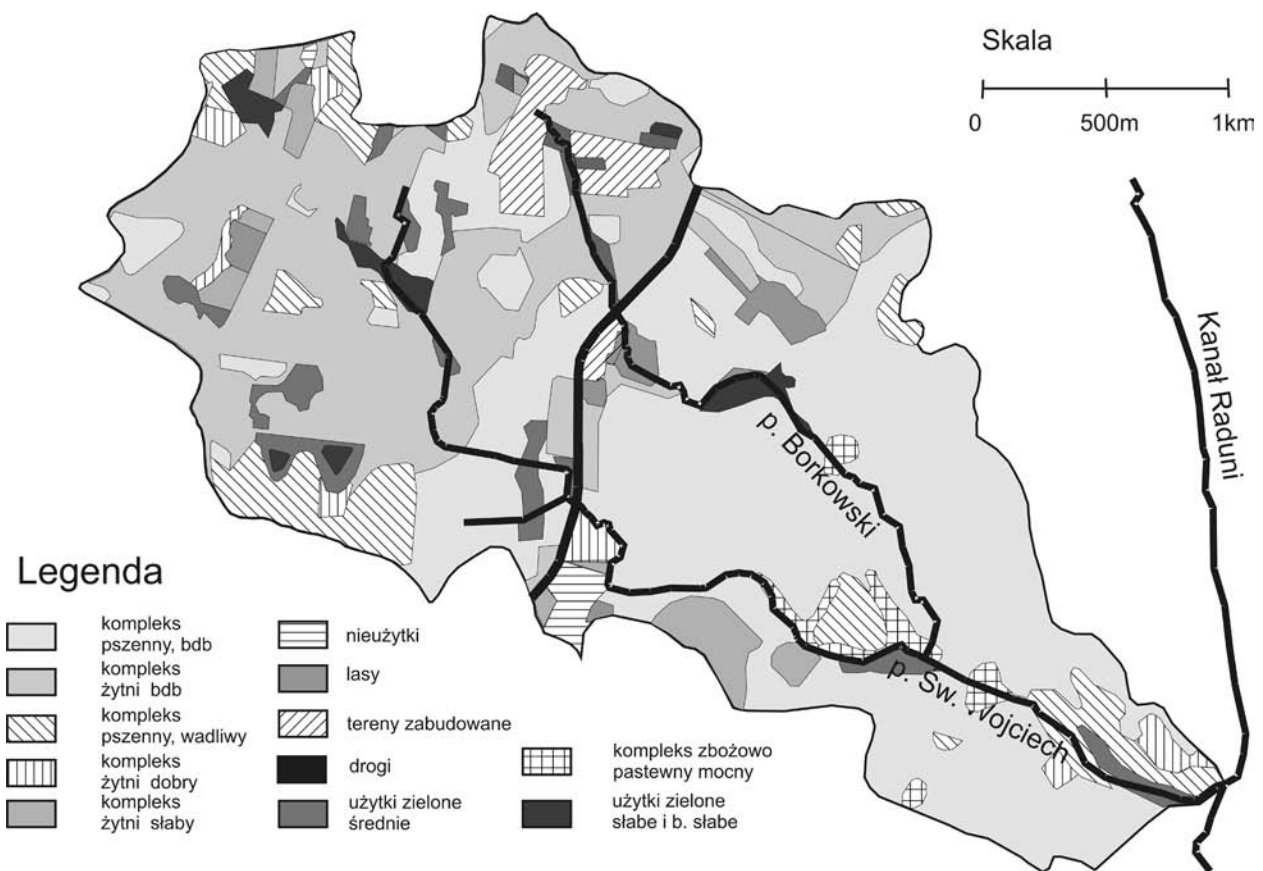 Skala
0 500m 1km
Kanał Raduni
p. Borkowski
p. Św. Wojciech
Legenda
kompleks
pszenny, bdb
kompleks
żytni bdb
kompleks
pszenny, wadliwy
kompleks
żytni dobry
kompleks
żytni słaby
nieużytki
lasy
tereny zabudowane
drogi
użytki zielone
średnie
kompleks zbożowo
pastewny mocny
użytki zielone
słabe i b. słabe